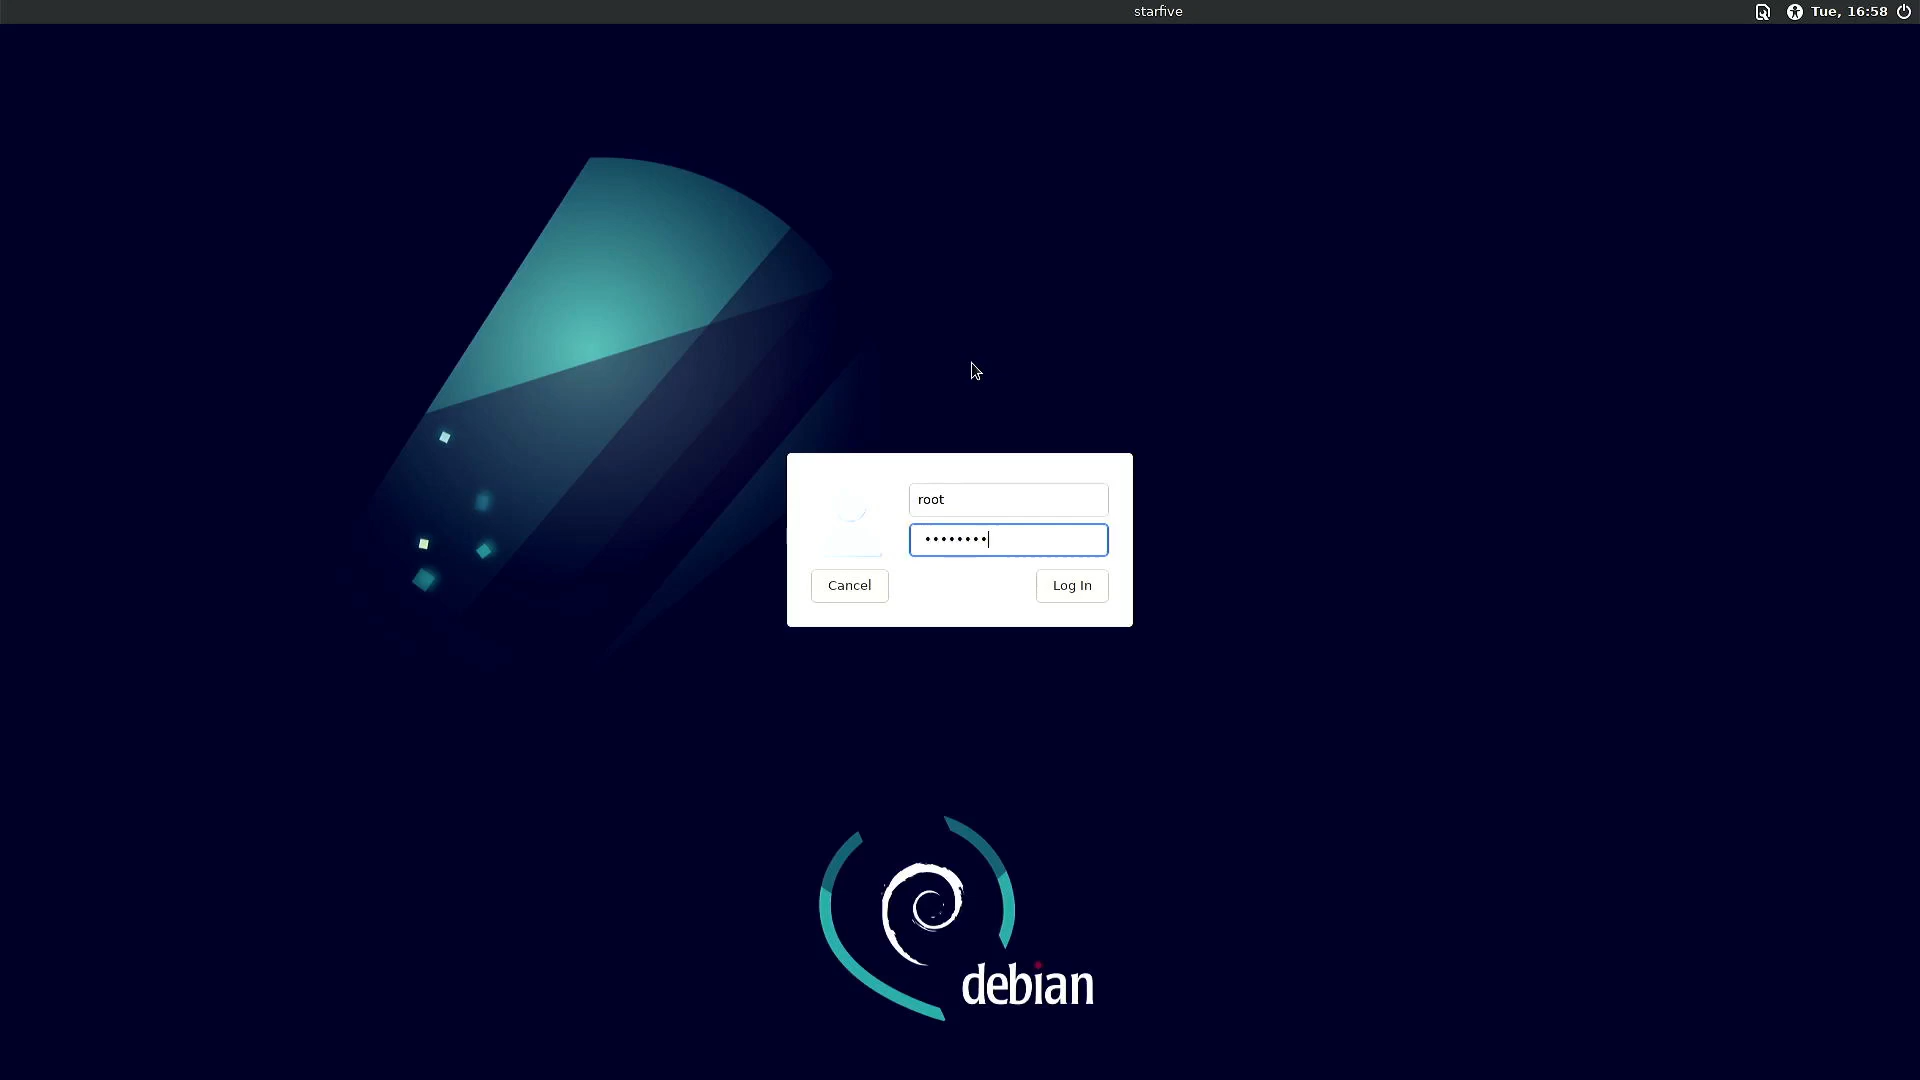 starfive
Tue, 16:58
root
••••••••
Cancel
Log In
debian